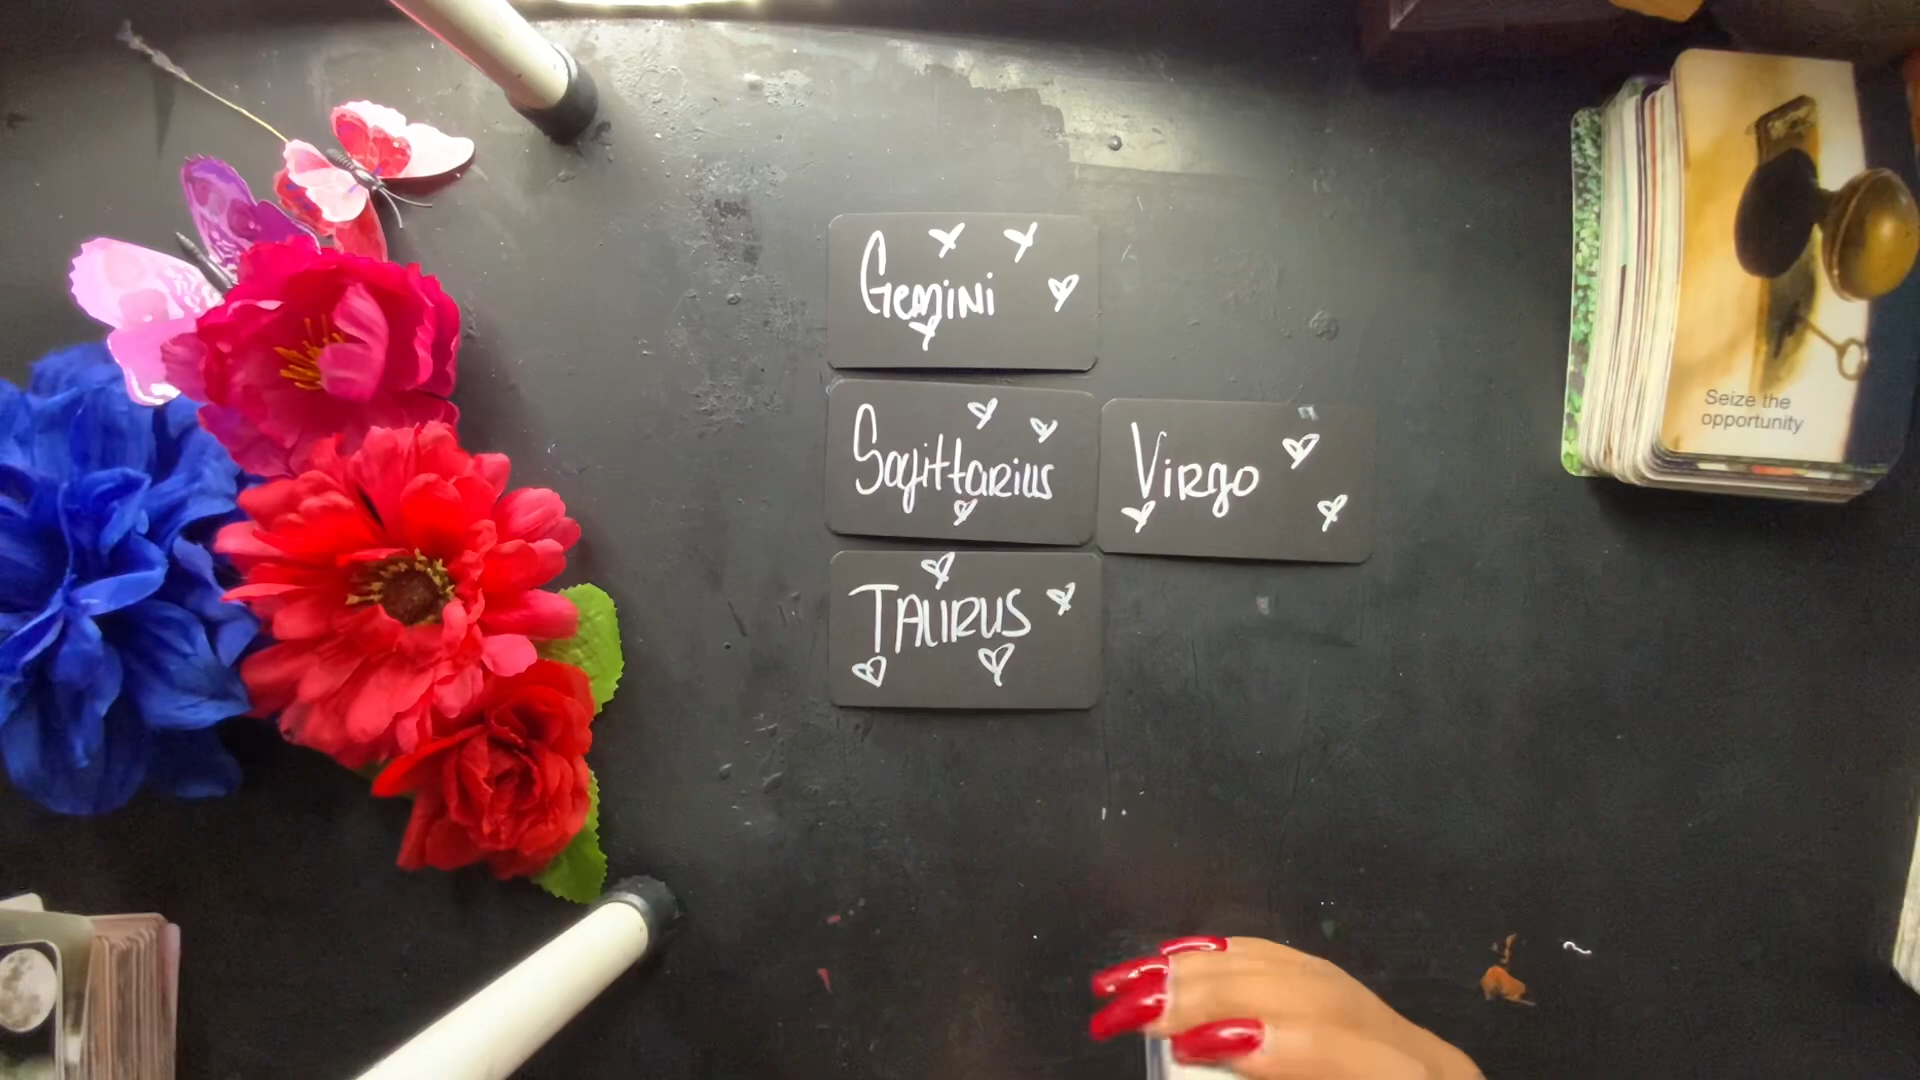 Gemini
Sagittarius
Virgo
TAURUS
Seize the
opportunity